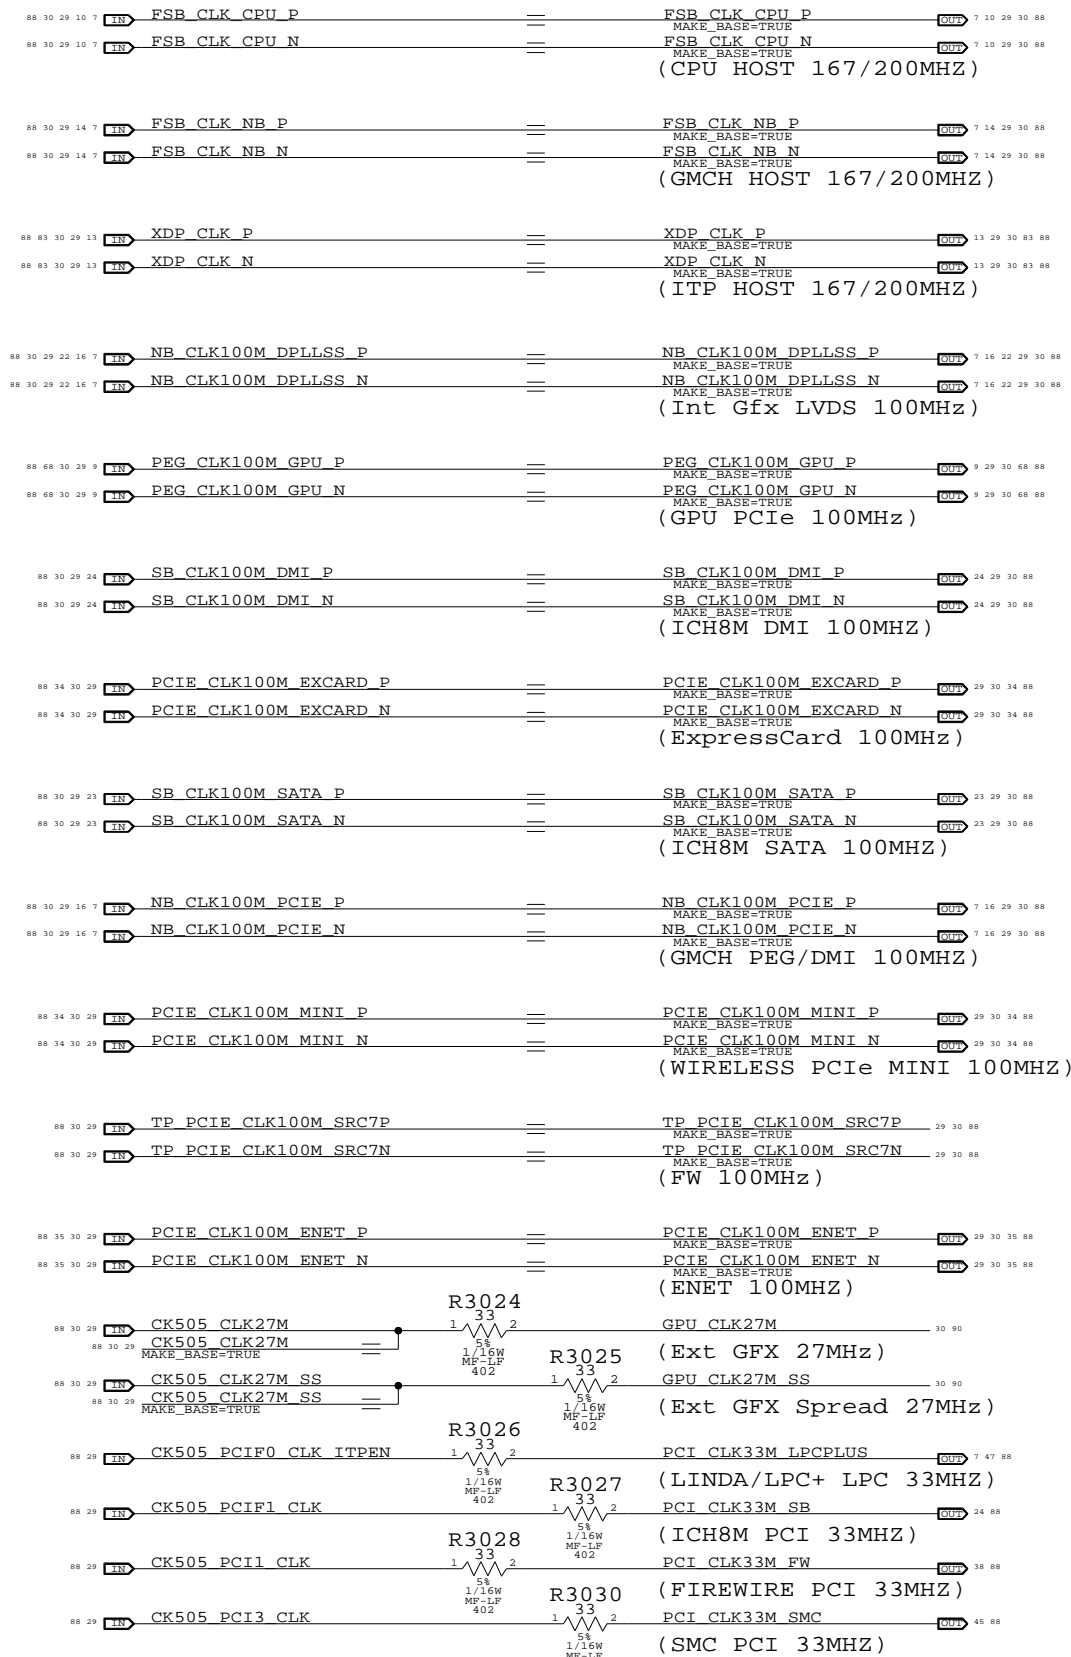 88 30 29 10 7 IN FSB_CLK_CPU_P FSB_CLK_CPU_P OUT 7 10 29 30 88
MAKE_BASE=TRUE
88 30 29 10 7 IN FSB_CLK_CPU_N FSB_CLK_CPU_N OUT 7 10 29 30 88
MAKE_BASE=TRUE
(CPU HOST 167/200MHZ)
88 30 29 14 7 IN FSB_CLK_NB_P FSB_CLK_NB_P OUT 7 14 29 30 88
MAKE_BASE=TRUE
88 30 29 14 7 IN FSB_CLK_NB_N FSB_CLK_NB_N OUT 7 14 29 30 88
MAKE_BASE=TRUE
(GMCH HOST 167/200MHZ)
88 83 30 29 13 IN XDP_CLK_P XDP_CLK_P OUT 13 29 30 83 88
MAKE_BASE=TRUE
88 83 30 29 13 IN XDP_CLK_N XDP_CLK_N OUT 13 29 30 83 88
MAKE_BASE=TRUE
(ITP HOST 167/200MHZ)
88 30 29 22 16 7 IN NB_CLK100M_DPLLSS_P NB_CLK100M_DPLLSS_P OUT 7 16 22 29 30 88
MAKE_BASE=TRUE
88 30 29 22 16 7 IN NB_CLK100M_DPLLSS_N NB_CLK100M_DPLLSS_N OUT 7 16 22 29 30 88
MAKE_BASE=TRUE
(Int Gfx LVDS 100MHz)
88 68 30 29 9 IN PEG_CLK100M_GPU_P PEG_CLK100M_GPU_P OUT 9 29 30 68 88
MAKE_BASE=TRUE
88 68 30 29 9 IN PEG_CLK100M_GPU_N PEG_CLK100M_GPU_N OUT 9 29 30 68 88
MAKE_BASE=TRUE
(GPU PCIe 100MHz)
88 30 29 24 IN SB_CLK100M_DMI_P SB_CLK100M_DMI_P OUT 24 29 30 88
MAKE_BASE=TRUE
88 30 29 24 IN SB_CLK100M_DMI_N SB_CLK100M_DMI_N OUT 24 29 30 88
MAKE_BASE=TRUE
(ICH8M DMI 100MHZ)
88 34 30 29 IN PCIE_CLK100M_EXCARD_P PCIE_CLK100M_EXCARD_P OUT 29 30 34 88
MAKE_BASE=TRUE
88 34 30 29 IN PCIE_CLK100M_EXCARD_N PCIE_CLK100M_EXCARD_N OUT 29 30 34 88
MAKE_BASE=TRUE
(ExpressCard 100MHz)
88 30 29 23 IN SB_CLK100M_SATA_P SB_CLK100M_SATA_P OUT 23 29 30 88
MAKE_BASE=TRUE
88 30 29 23 IN SB_CLK100M_SATA_N SB_CLK100M_SATA_N OUT 23 29 30 88
MAKE_BASE=TRUE
(ICH8M SATA 100MHZ)
88 30 29 16 7 IN NB_CLK100M_PCIE_P NB_CLK100M_PCIE_P OUT 7 16 29 30 88
MAKE_BASE=TRUE
88 30 29 16 7 IN NB_CLK100M_PCIE_N NB_CLK100M_PCIE_N OUT 7 16 29 30 88
MAKE_BASE=TRUE
(GMCH PEG/DMI 100MHZ)
88 34 30 29 IN PCIE_CLK100M_MINI_P PCIE_CLK100M_MINI_P OUT 29 30 34 88
MAKE_BASE=TRUE
88 34 30 29 IN PCIE_CLK100M_MINI_N PCIE_CLK100M_MINI_N OUT 29 30 34 88
MAKE_BASE=TRUE
(WIRELESS PCIe MINI 100MHZ)
88 30 29 IN TP_PCIE_CLK100M_SRC7P TP_PCIE_CLK100M_SRC7P 29 30 88
MAKE_BASE=TRUE
88 30 29 IN TP_PCIE_CLK100M_SRC7N TP_PCIE_CLK100M_SRC7N 29 30 88
MAKE_BASE=TRUE
(FW 100MHz)
88 35 30 29 IN PCIE_CLK100M_ENET_P PCIE_CLK100M_ENET_P OUT 29 30 35 88
MAKE_BASE=TRUE
88 35 30 29 IN PCIE_CLK100M_ENET_N PCIE_CLK100M_ENET_N OUT 29 30 35 88
MAKE_BASE=TRUE
(ENET 100MHZ)
R3024
33
88 30 29 IN CK505_CLK27M 1 2 GPU_CLK27M 30 90
88 30 29 CK505_CLK27M
MAKE_BASE=TRUE
5%
1/16W
MF-LF
402
(Ext GFX 27MHz)
R3025
33
88 30 29 IN CK505_CLK27M_SS 1 2 GPU_CLK27M_SS 30 90
88 30 29 CK505_CLK27M_SS
MAKE_BASE=TRUE
5%
1/16W
MF-LF
402
(Ext GFX Spread 27MHz)
R3026
33
88 29 IN CK505_PCIF0_CLK_ITPEN 1 2 PCI_CLK33M_LPCPLUS OUT 7 47 88
5%
1/16W
MF-LF
402
(LINDA/LPC+ LPC 33MHZ)
R3027
33
88 29 IN CK505_PCIF1_CLK 1 2 PCI_CLK33M_SB OUT 24 88
5%
1/16W
MF-LF
402
(ICH8M PCI 33MHZ)
R3028
33
88 29 IN CK505_PCI1_CLK 1 2 PCI_CLK33M_FW OUT 38 88
5%
1/16W
MF-LF
402
(FIREWIRE PCI 33MHZ)
R3030
33
88 29 IN CK505_PCI3_CLK 1 2 PCI_CLK33M_SMC OUT 45 88
5%
1/16W
MF-LF
(SMC PCI 33MHZ)